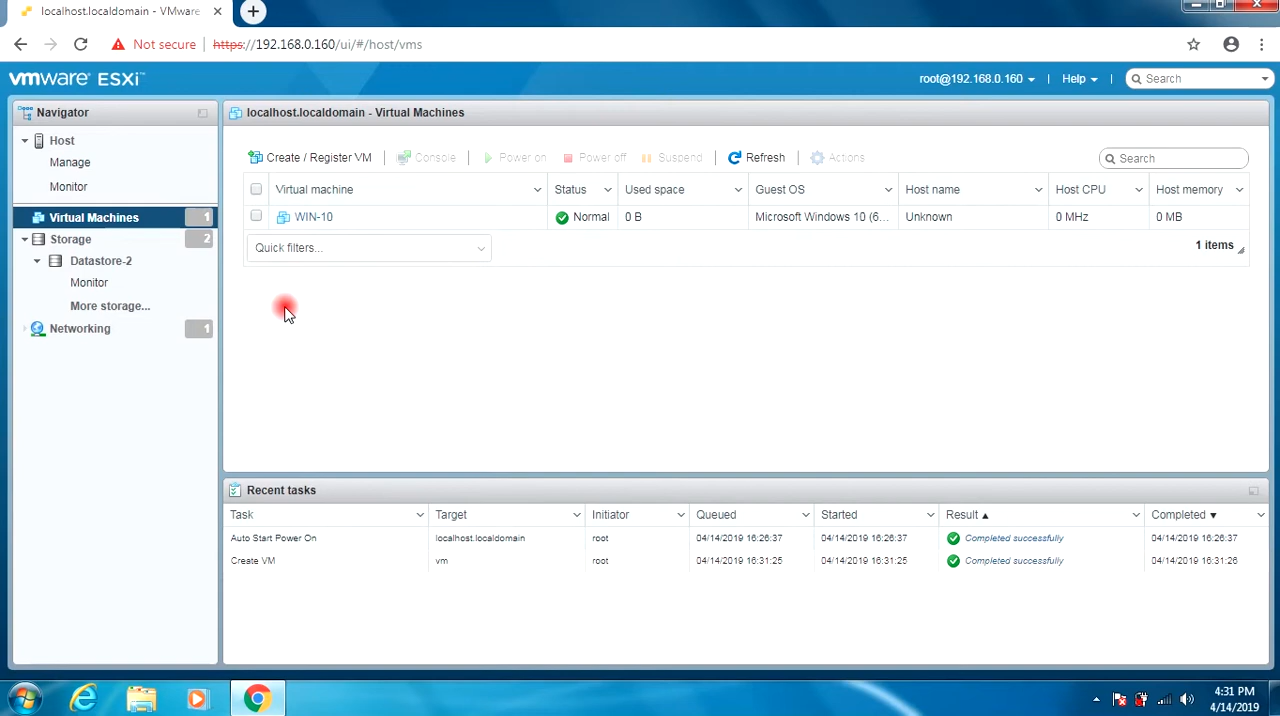 localhost.localdomain - VMware
Not secure https://192.168.0.160/ui/#/host/vms
vmware ESXi™
root@192.168.0.160 Help Search
Navigator
localhost.localdomain - Virtual Machines
Host
Manage
Monitor
Virtual Machines 1
Storage 2
Datastore-2
Monitor
More storage...
Networking 1
Create / Register VM Console Power on Power off Suspend Refresh Actions Search
Virtual machine Status Used space Guest OS Host name Host CPU Host memory
WIN-10 Normal 0 B Microsoft Windows 10 (6... Unknown 0 MHz 0 MB
Quick filters...
1 items
Recent tasks
Task Target Initiator Queued Started Result Completed
Auto Start Power On localhost.localdomain root 04/14/2019 16:26:37 04/14/2019 16:26:37 Completed successfully 04/14/2019 16:26:37
Create VM vm root 04/14/2019 16:31:25 04/14/2019 16:31:25 Completed successfully 04/14/2019 16:31:26
4:31 PM
4/14/2019